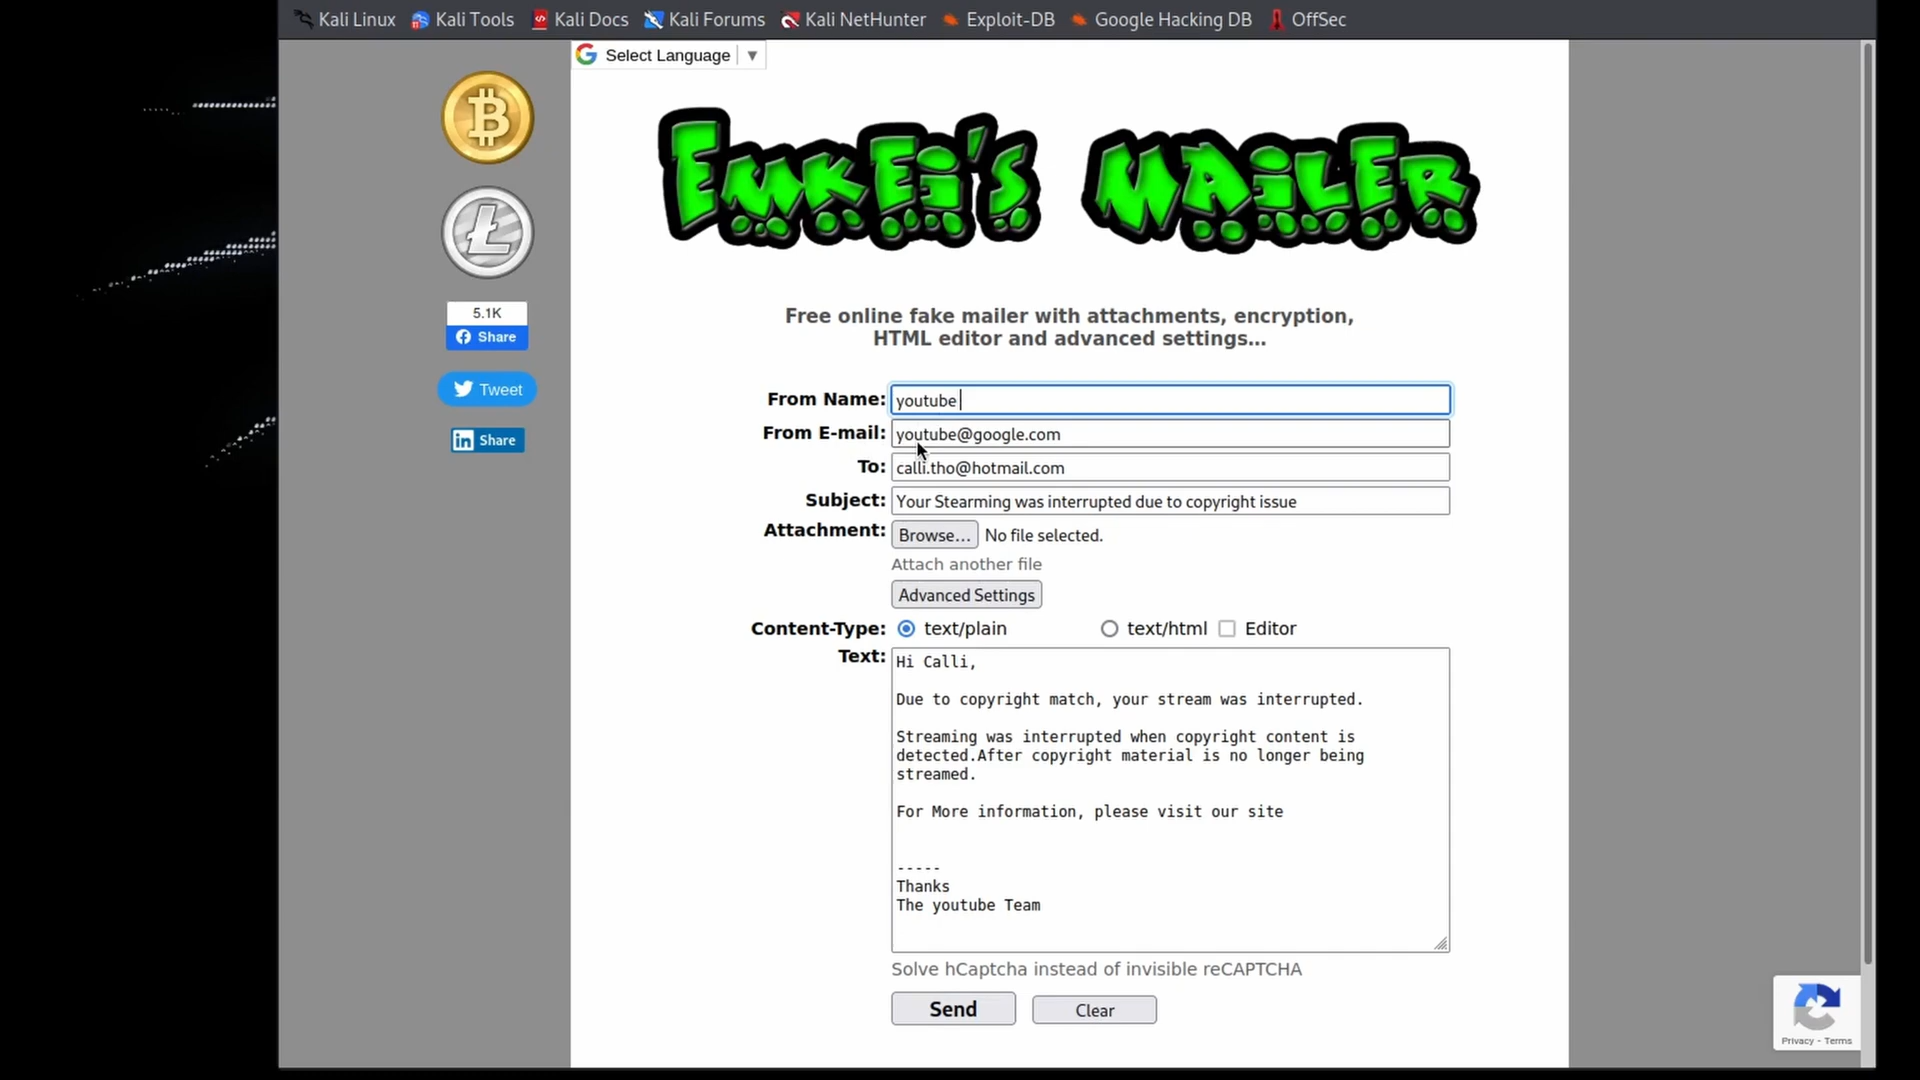 Kali Linux Kali Tools Kali Docs Kali Forums Kali NetHunter Exploit-DB Google Hacking DB OffSec
Select Language ▼
EMKEI'S MAILER
5.1K
Share
Tweet
Share
Free online fake mailer with attachments, encryption,
HTML editor and advanced settings…
From Name: youtube
From E-mail: youtube@google.com
To: calli.tho@hotmail.com
Subject: Your Stearming was interrupted due to copyright issue
Attachment: Browse… No file selected.
Attach another file
Advanced Settings
Content-Type: text/plain text/html Editor
Text:
Hi Calli,
Due to copyright match, your stream was interrupted.
Streaming was interrupted when copyright content is
detected.After copyright material is no longer being
streamed.
For More information, please visit our site
-----
Thanks
The youtube Team
Solve hCaptcha instead of invisible reCAPTCHA
Send Clear
Privacy - Terms